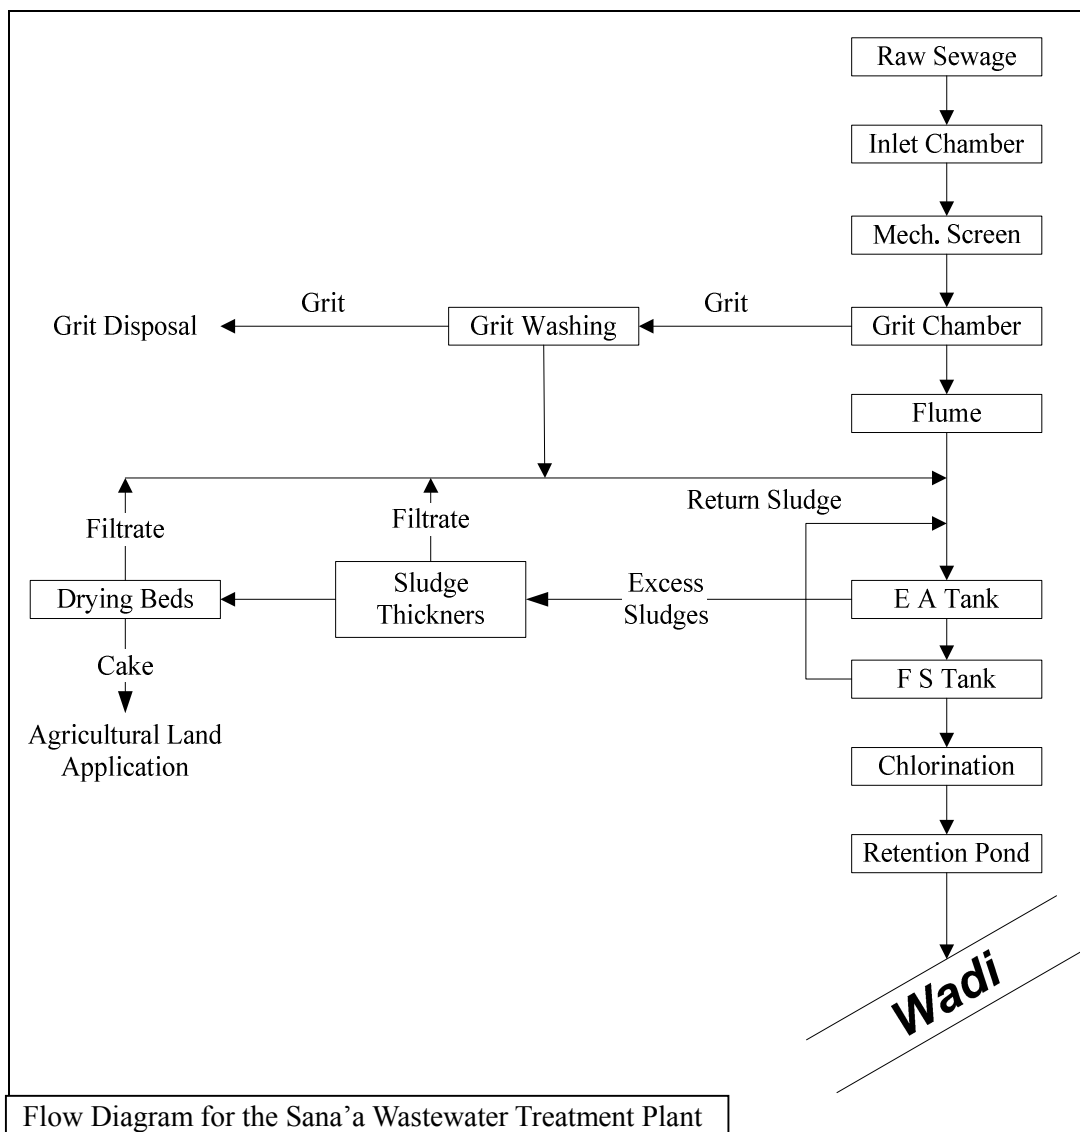 Raw Sewage
Inlet Chamber
Mech. Screen
Grit
Grit
Grit Disposal
Grit Washing
Grit Chamber
Flume
Return Sludge
Filtrate
Filtrate
Drying Beds
Sludge
Thickners
Excess
Sludges
E A Tank
Cake
F S Tank
Agricultural Land
Application
Chlorination
Retention Pond
Wadi
Flow Diagram for the Sana’a Wastewater Treatment Plant